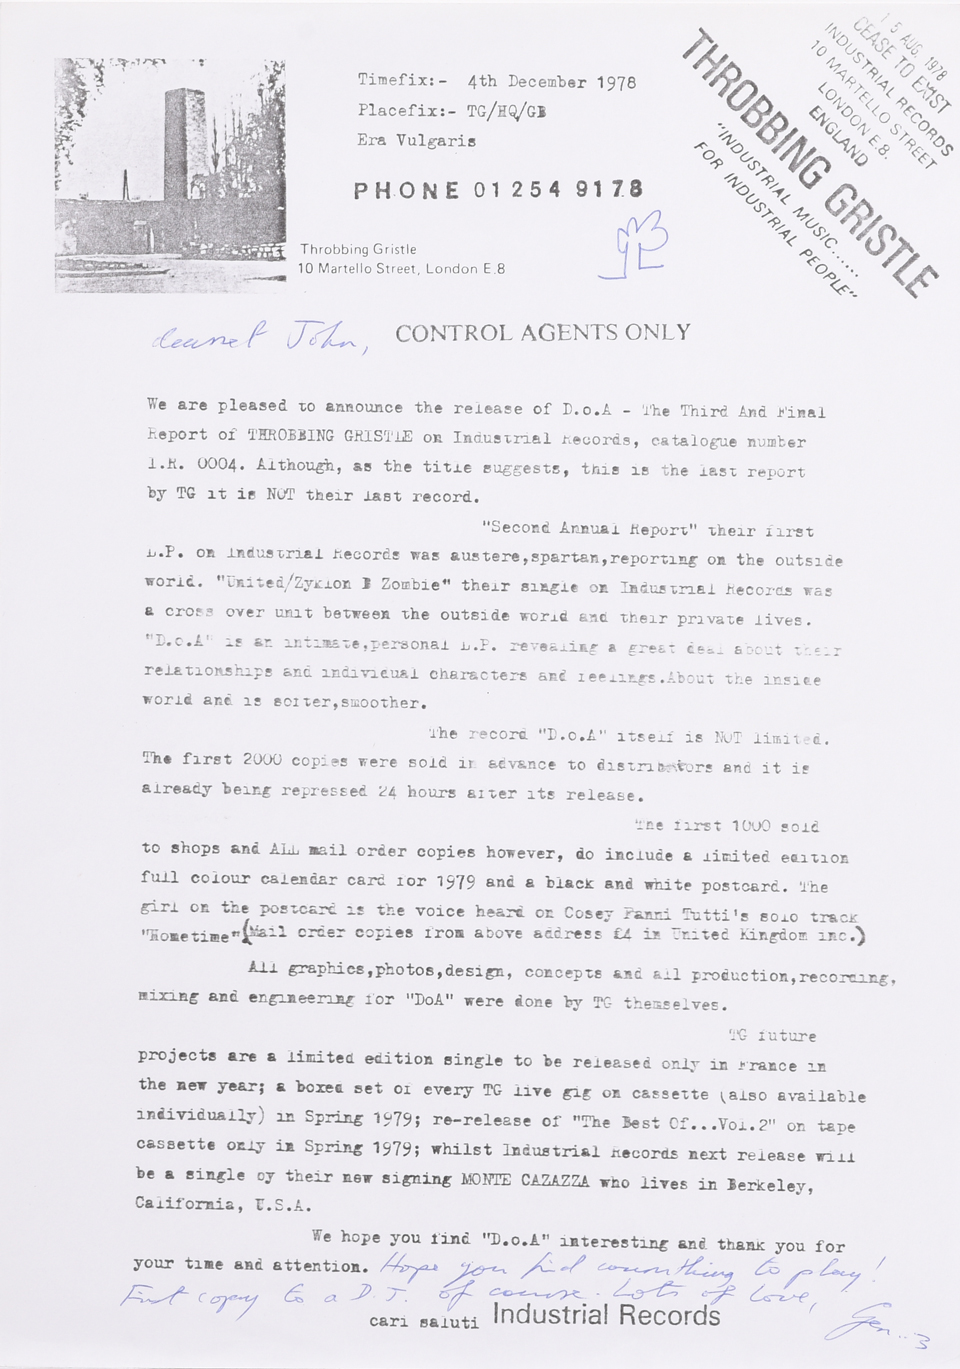 Timefix:- 4th December 1978
Placefix:- TG/HQ/GB
Era Vulgaris
PHONE 01 254 9178
Throbbing Gristle
10 Martello Street, London E.8
15 AUG. 1978
CEASE TO EXIST
INDUSTRIAL RECORDS
10 MARTELLO STREET
LONDON E.8.
ENGLAND
THROBBING GRISTLE
"INDUSTRIAL MUSIC......
FOR INDUSTRIAL PEOPLE"
dearest John,
CONTROL AGENTS ONLY
We are pleased to announce the release of D.o.A - The Third And Final
Report of THROBBING GRISTLE on Industrial Records, catalogue number
I.R. 0004. Although, as the title suggests, this is the last report
by TG it is NOT their last record.
"Second Annual Report" their first
L.P. on Industrial Records was austere,spartan,reporting on the outside
world. "United/Zyklon B Zombie" their single on Industrial Records was
a cross over unit between the outside world and their private lives.
"D.o.A" is an intimate,personal L.P. revealing a great deal about their
relationships and individual characters and feelings.About the inside
world and is softer,smoother.
The record "D.o.A" itself is NOT limited.
The first 2000 copies were sold in advance to distributors and it is
already being repressed 24 hours after its release.
The first 1000 sold
to shops and ALL mail order copies however, do include a limited edition
full colour calendar card for 1979 and a black and white postcard. The
girl on the postcard is the voice heard on Cosey Fanni Tutti's solo track
"Hometime"(Mail order copies from above address £4 in United Kingdom inc.)
All graphics,photos,design, concepts and all production,recording,
mixing and engineering for "DoA" were done by TG themselves.
TG future
projects are a limited edition single to be released only in France in
the new year; a boxed set of every TG live gig on cassette (also available
individually) in Spring 1979; re-release of "The Best Of...Vol.2" on tape
cassette only in Spring 1979; whilst Industrial Records next release will
be a single by their new signing MONTE CAZAZZA who lives in Berkeley,
California, U.S.A.
We hope you find "D.o.A" interesting and thank you for
your time and attention. Hope you find something to play!
First copy to a D.J. of course. Lots of love,
cari saluti Industrial Records Gen..3